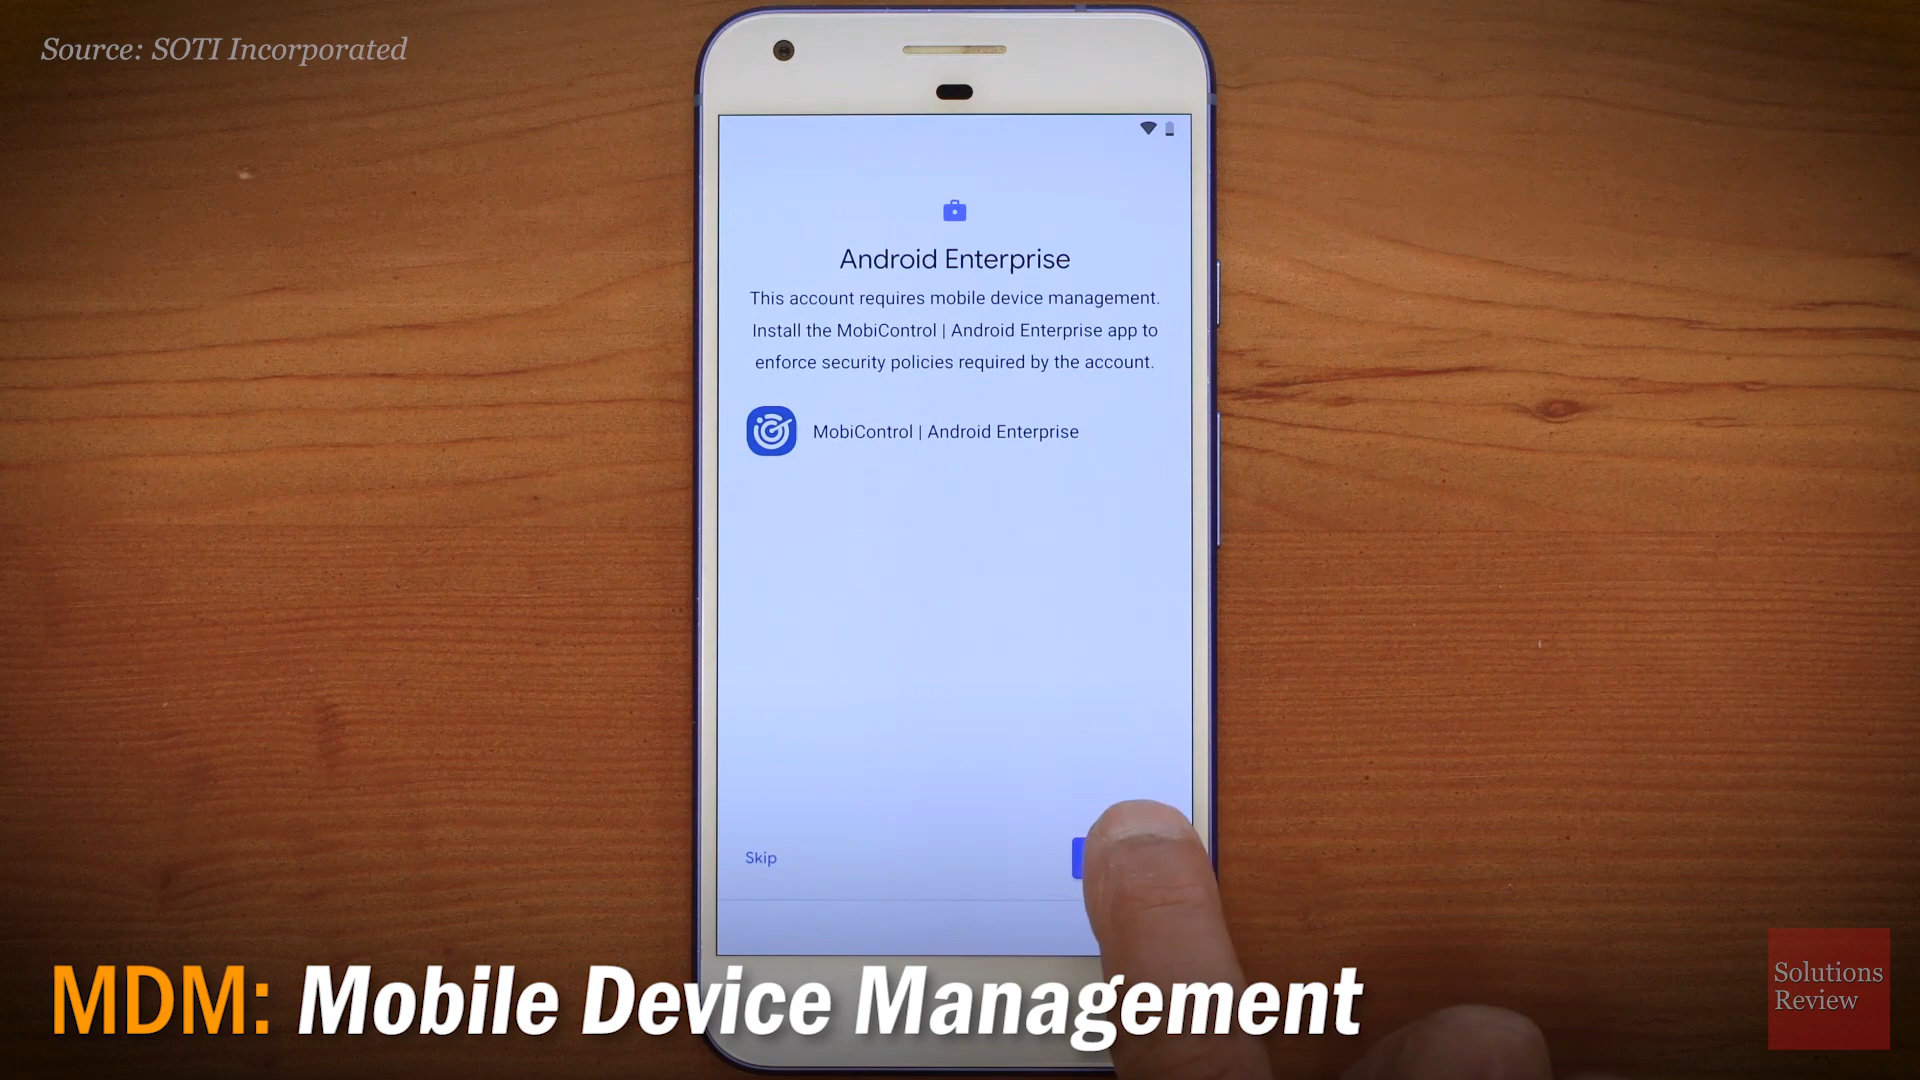 Source: SOTI Incorporated
Android Enterprise
This account requires mobile device management.
Install the MobiControl | Android Enterprise app to
enforce security policies required by the account.
MobiControl | Android Enterprise
Skip
MDM: Mobile Device Management
Solutions
Review